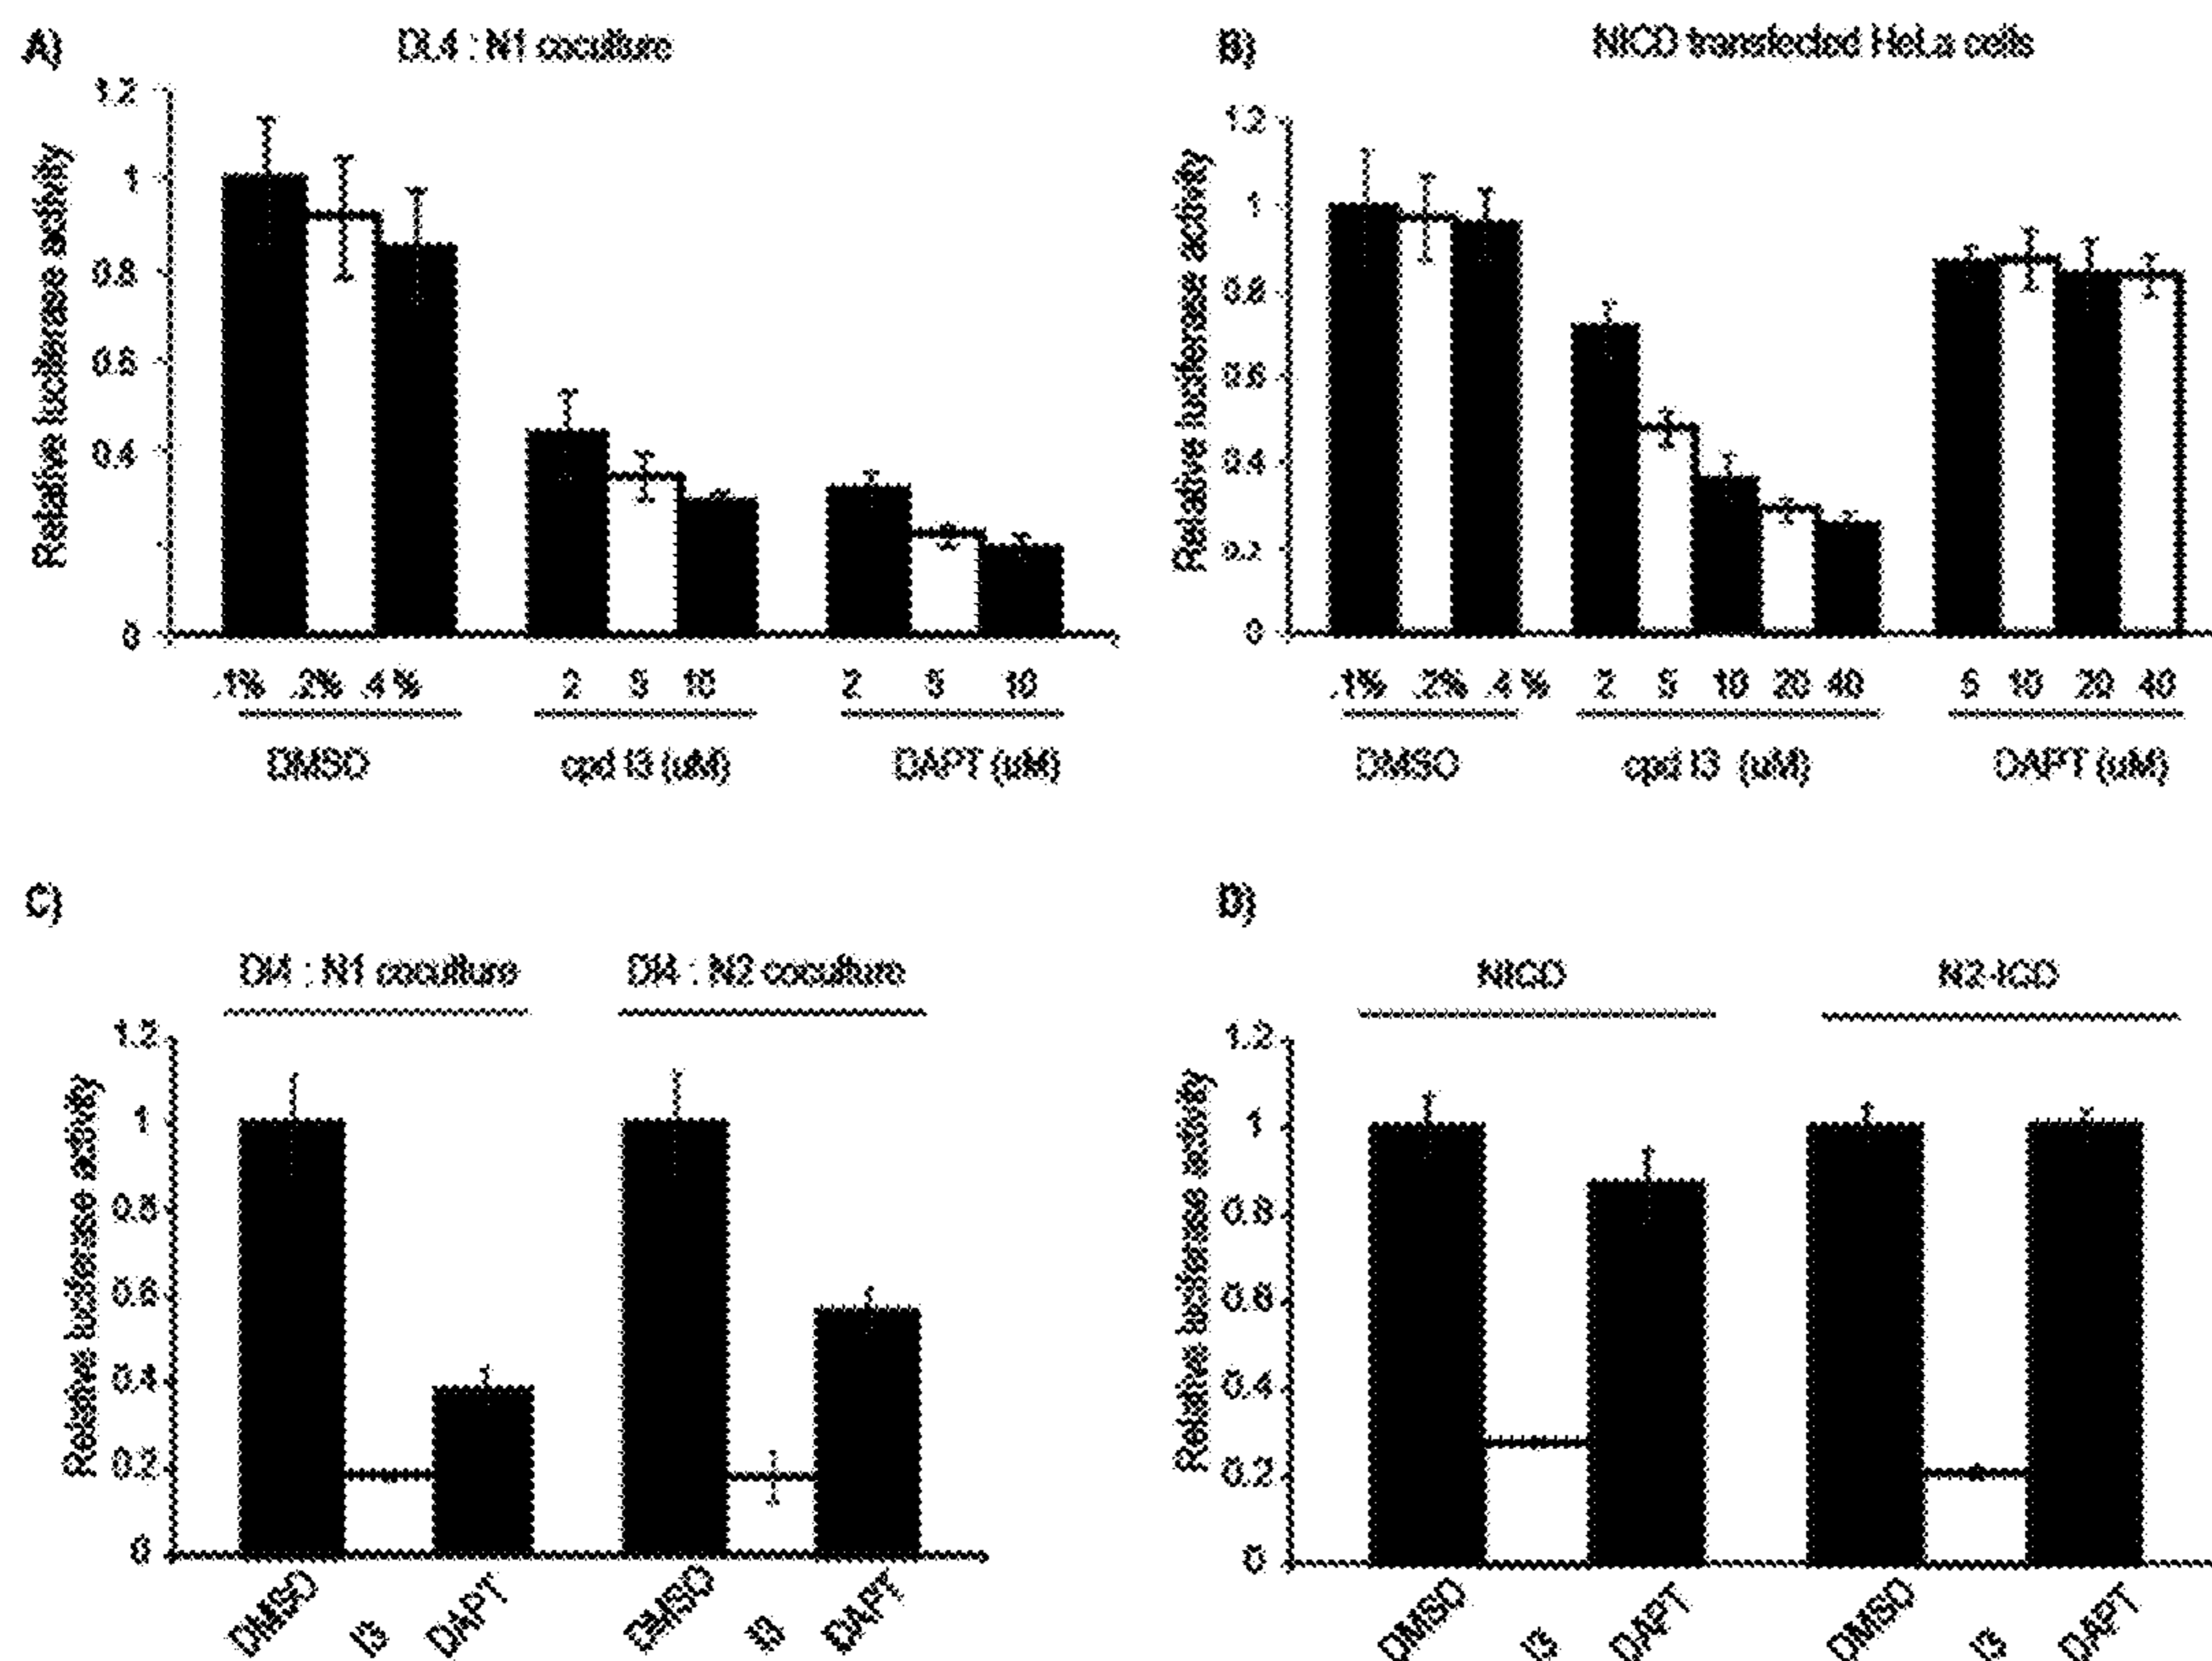 A)
DL4 : N1 coculture
Relative luciferase activity
1.2
1
0.8
0.6
0.4
0
.1% .2% .4 %
2 5 10
2 5 10
DMSO
cpd I3 (uM)
DAPT (uM)
B)
NICD transfected HeLa cells
Relative luciferase activity
1.2
1
0.8
0.6
0.4
0.2
0
.1% .2% .4 %
2 5 10 20 40
5 10 20 40
DMSO
cpd I3 (uM)
DAPT (uM)
C)
Dl4 : N1 coculture
Dl4 : N2 coculture
Relative luciferase activity
1.2
1
0.8
0.6
0.4
0.2
0
DMSO
I3
DAPT
DMSO
I3
DAPT
D)
NICD
N2-ICD
Relative luciferase activity
1.2
1
0.8
0.6
0.4
0.2
0
DMSO
I3
DAPT
DMSO
I3
DAPT